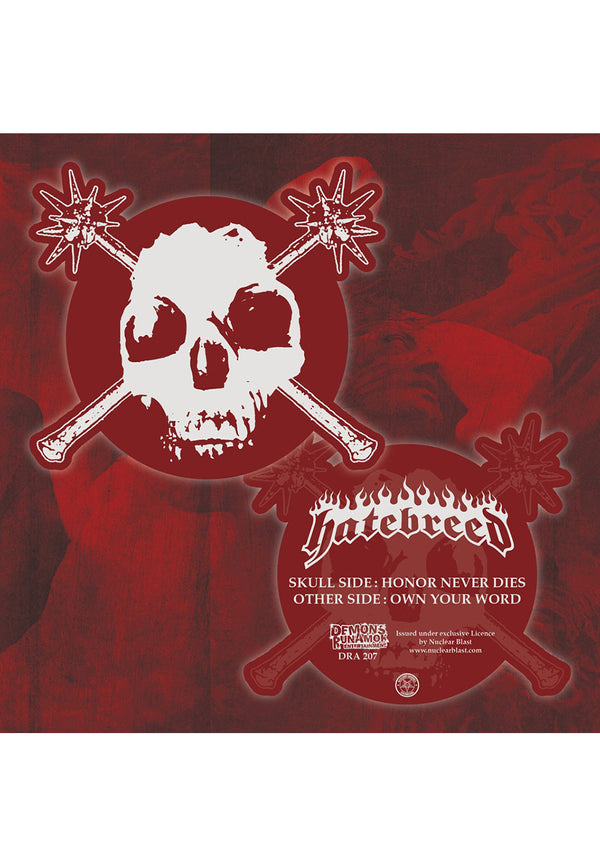 hatebreed
SKULL SIDE : HONOR NEVER DIES
OTHER SIDE : OWN YOUR WORD
DEMONS
RUNAMOK
ENTERTAINMENT
DRA 207
Issued under exclusive Licence
by Nuclear Blast
www.nuclearblast.com